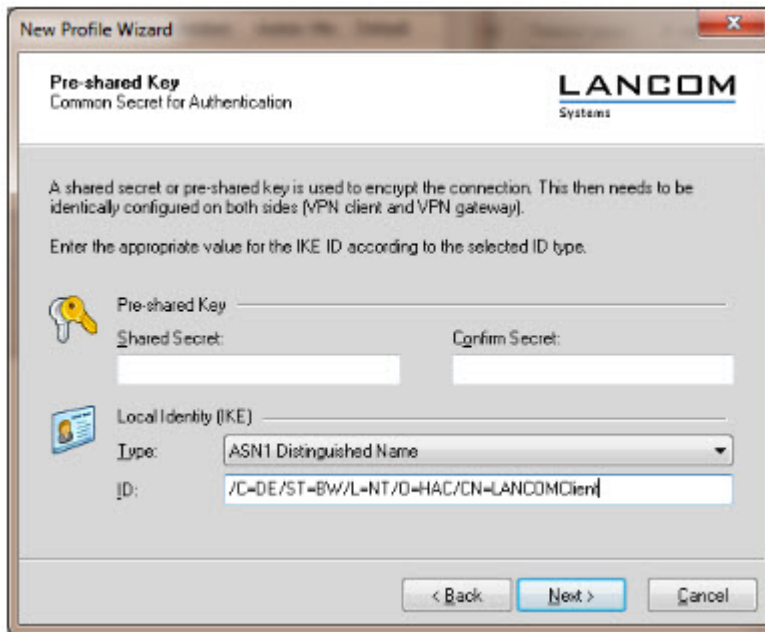 New Profile Wizard
Pre-shared Key
Common Secret for Authentication
LANCOM
Systems
A shared secret or pre-shared key is used to encrypt the connection. This then needs to be
identically configured on both sides (VPN client and VPN gateway).
Enter the appropriate value for the IKE ID according to the selected ID type.
Pre-shared Key
Shared Secret:
Confirm Secret:
Local Identity (IKE)
Type:
ASN1 Distinguished Name
ID:
/C=DE/ST=BW/L=NT/O=HAC/CN=LANCOMClient
< Back
Next >
Cancel